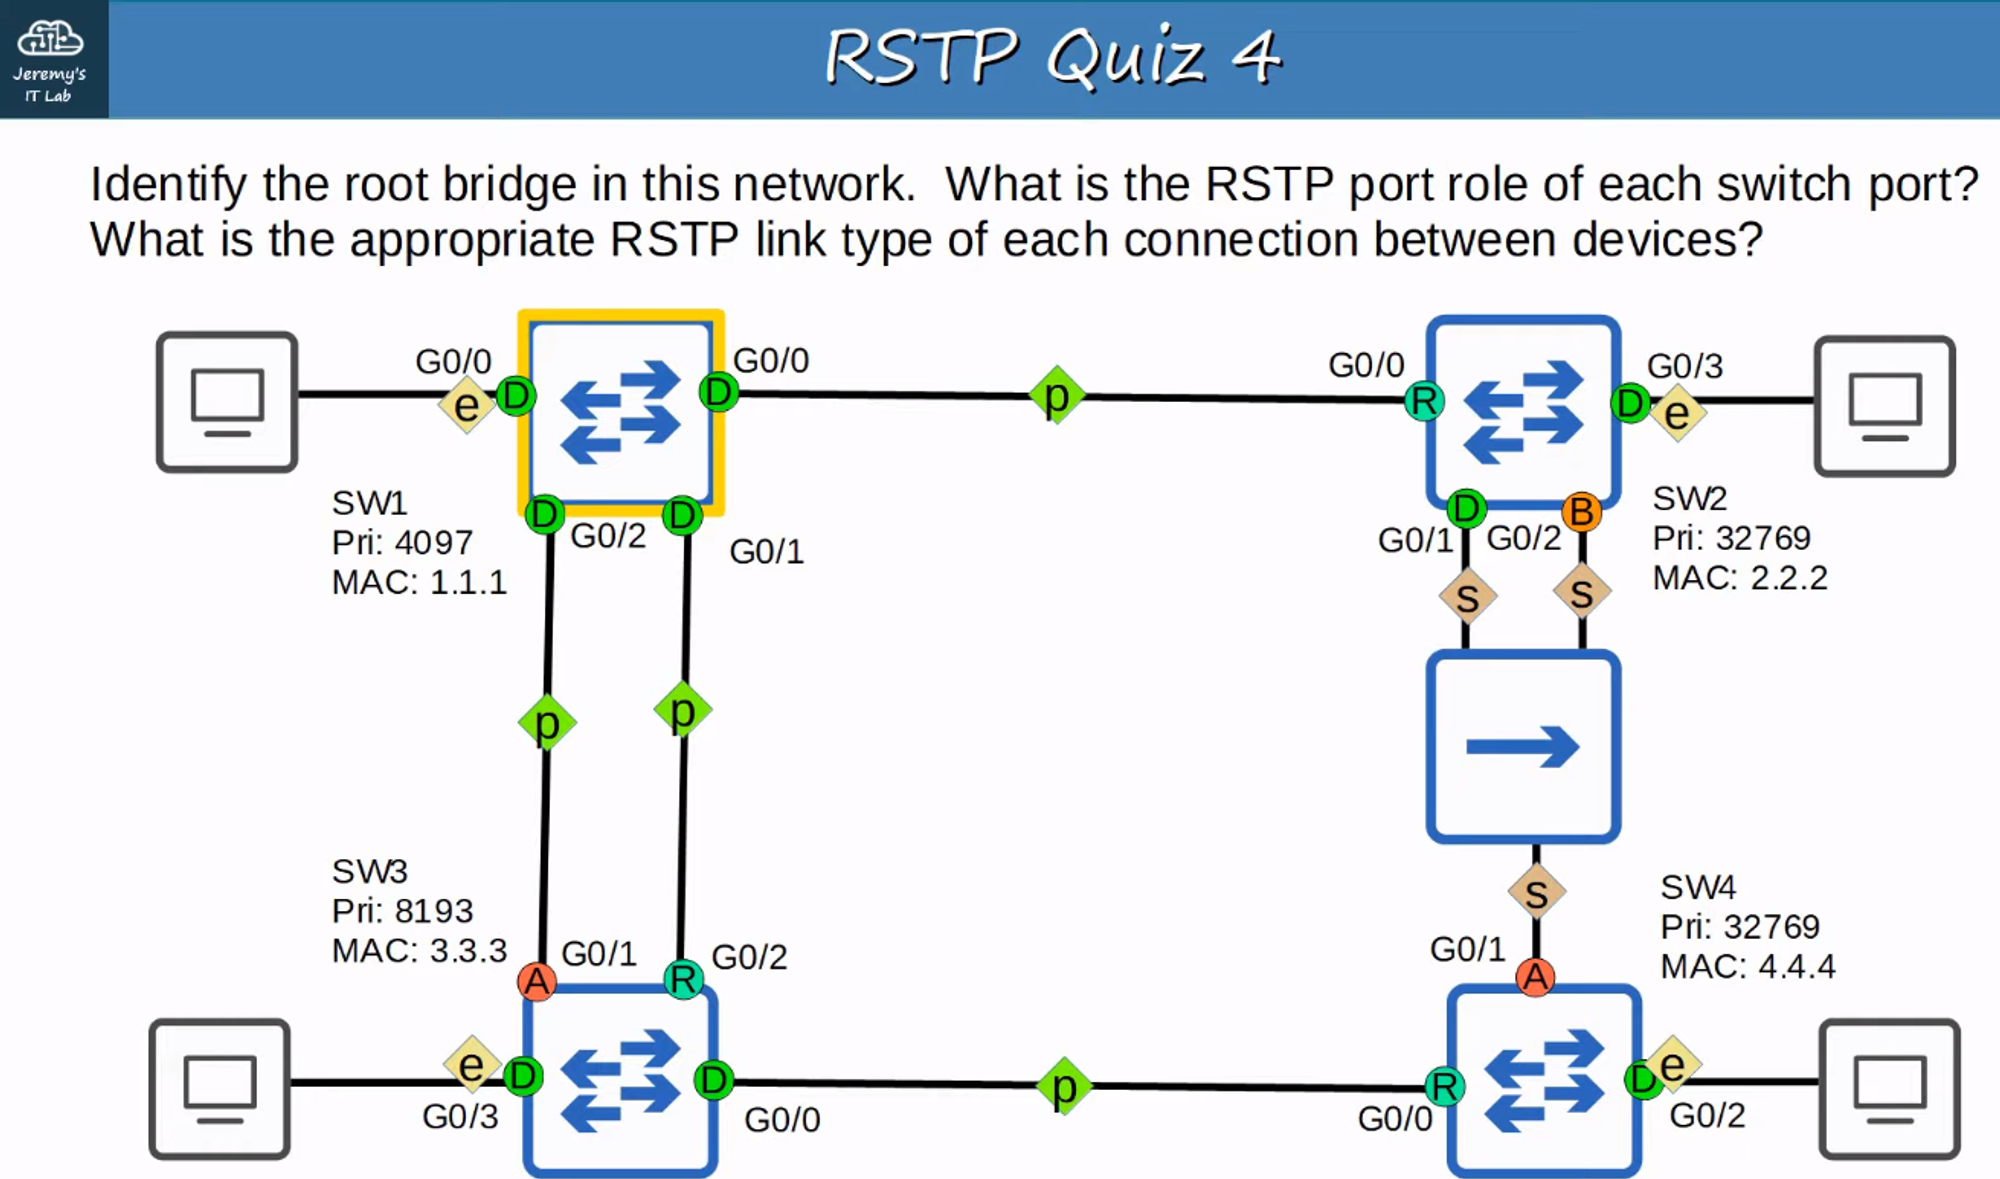 Jeremy's
IT Lab
RSTP Quiz 4
Identify the root bridge in this network.  What is the RSTP port role of each switch port?
What is the appropriate RSTP link type of each connection between devices?
G0/0
e
D
D
G0/0
p
G0/0
R
D
G0/3
e
SW1
Pri: 4097
MAC: 1.1.1
D
G0/2
D
G0/1
G0/1
D
G0/2
B
SW2
Pri: 32769
MAC: 2.2.2
s
s
p
p
SW3
Pri: 8193
MAC: 3.3.3
s
SW4
Pri: 32769
MAC: 4.4.4
A
G0/1
R
G0/2
G0/1
A
e
D
G0/3
D
G0/0
p
G0/0
R
D
e
G0/2